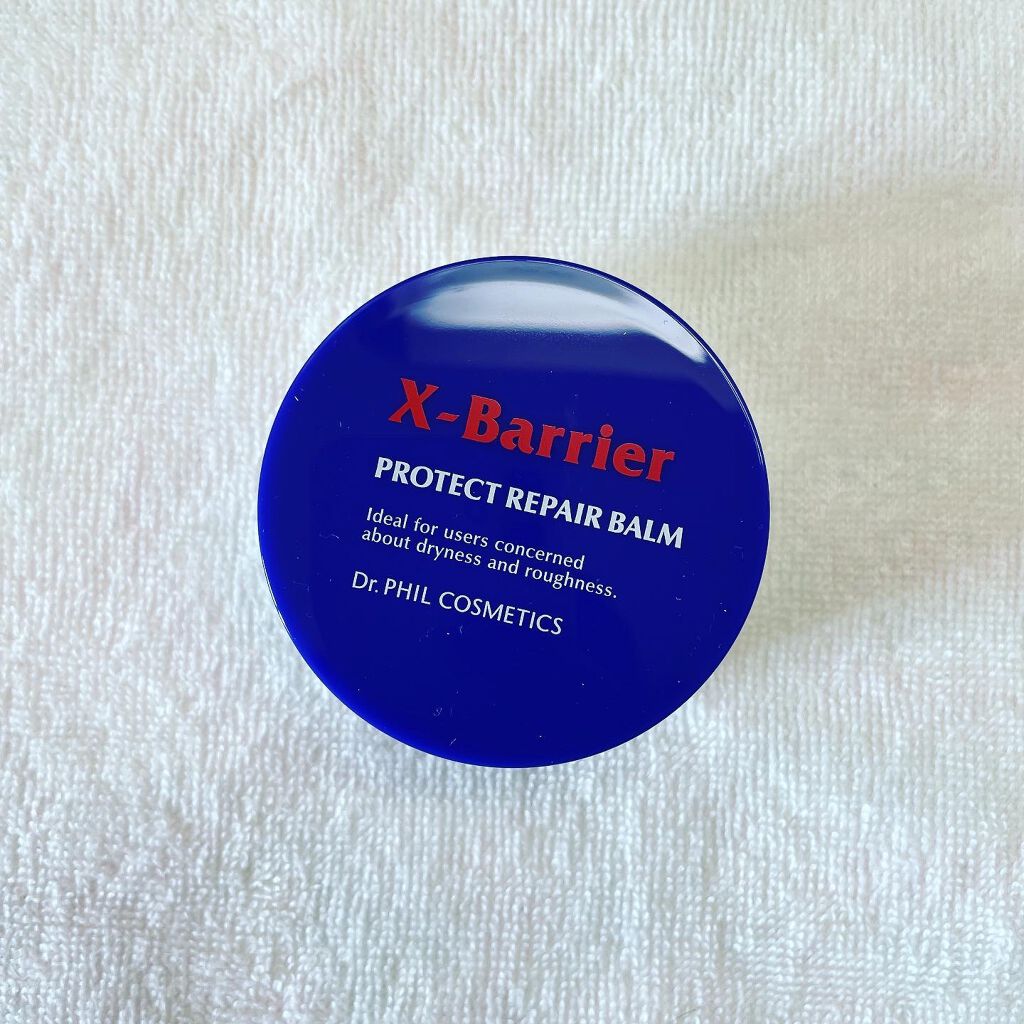 X-Barrier
PROTECT REPAIR BALM
Ideal for users concerned
about dryness and roughness.
Dr. PHIL COSMETICS